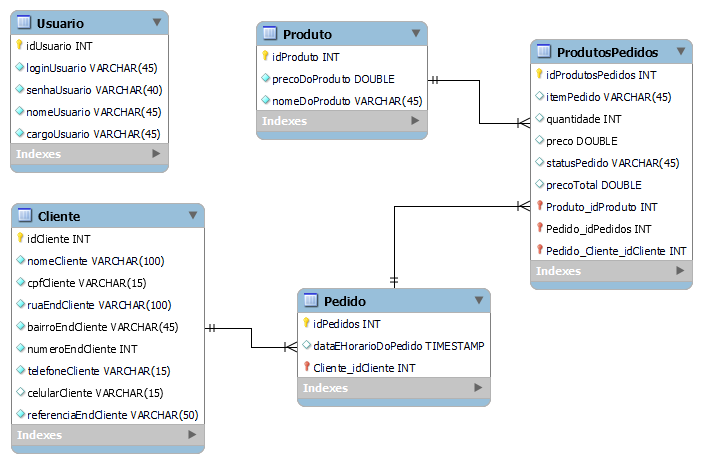 Usuario
idUsuario INT
loginUsuario VARCHAR(45)
senhaUsuario VARCHAR(40)
nomeUsuario VARCHAR(45)
cargoUsuario VARCHAR(45)
Indexes
Produto
idProduto INT
precoDoProduto DOUBLE
nomeDoProduto VARCHAR(45)
Indexes
ProdutosPedidos
idProdutosPedidos INT
itemPedido VARCHAR(45)
quantidade INT
preco DOUBLE
statusPedido VARCHAR(45)
precoTotal DOUBLE
Produto_idProduto INT
Pedido_idPedidos INT
Pedido_Cliente_idCliente INT
Indexes
Cliente
idCliente INT
nomeCliente VARCHAR(100)
cpfCliente VARCHAR(15)
ruaEndCliente VARCHAR(100)
bairroEndCliente VARCHAR(45)
numeroEndCliente INT
telefoneCliente VARCHAR(15)
celularCliente VARCHAR(15)
referenciaEndCliente VARCHAR(50)
Indexes
Pedido
idPedidos INT
dataEHorarioDoPedido TIMESTAMP
Cliente_idCliente INT
Indexes